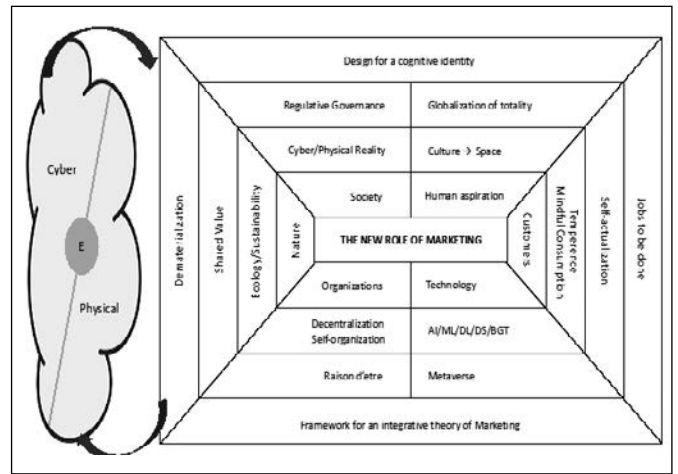 Design for a cognitive identity
Regulative Governance
Globalization of totality
Cyber/Physical Reality
Culture → Space
Society
Human aspiration
Cyber
E
Physical
Dematerialization
Shared Value
Ecology/Sustainability
Nature
THE NEW ROLE OF MARKETING
Customers
Temperence
Mindful Consumption
Self-actualization
Jobs to be done
Organizations
Technology
Decentralization
Self-organization
AI/ML/DL/DS/BGT
Raison d'etre
Metaverse
Framework for an integrative theory of Marketing